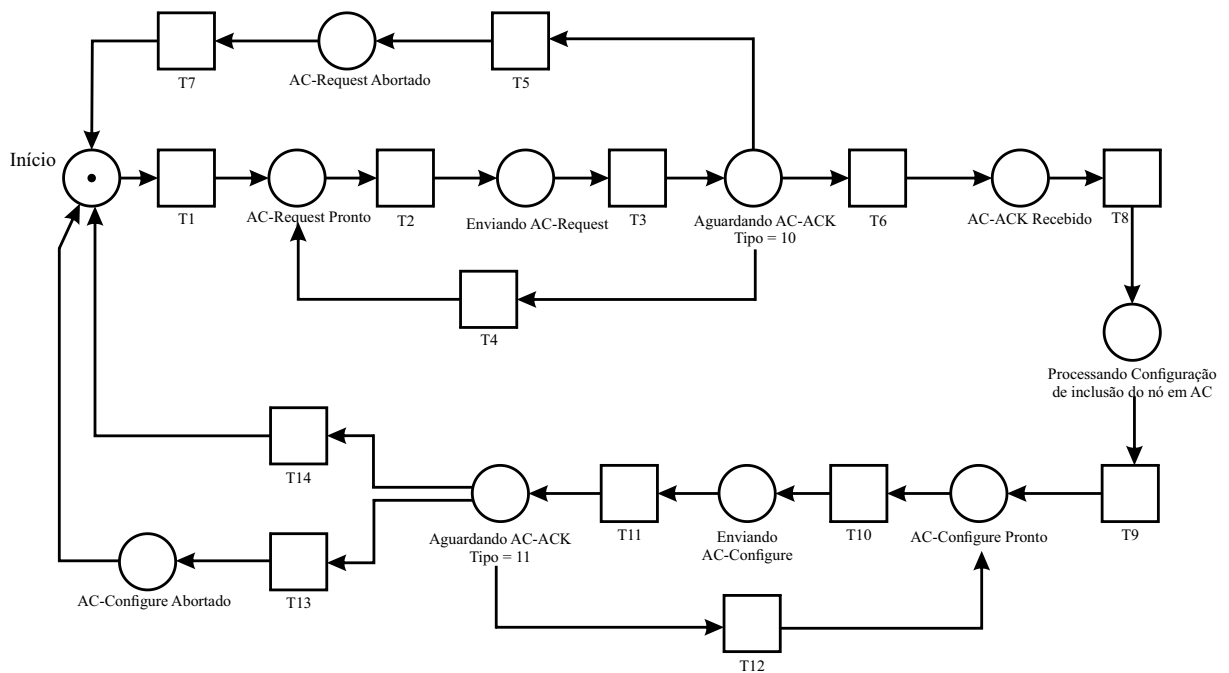 T7
AC-Request Abortado
T5
Início
T1
AC-Request Pronto
T2
Enviando AC-Request
T3
Aguardando AC-ACK
Tipo = 10
T6
AC-ACK Recebido
T8
T4
Processando Configuração
de inclusão do nó em AC
T14
Aguardando AC-ACK
Tipo = 11
T11
Enviando
AC-Configure
T10
AC-Configure Pronto
T9
AC-Configure Abortado
T13
T12